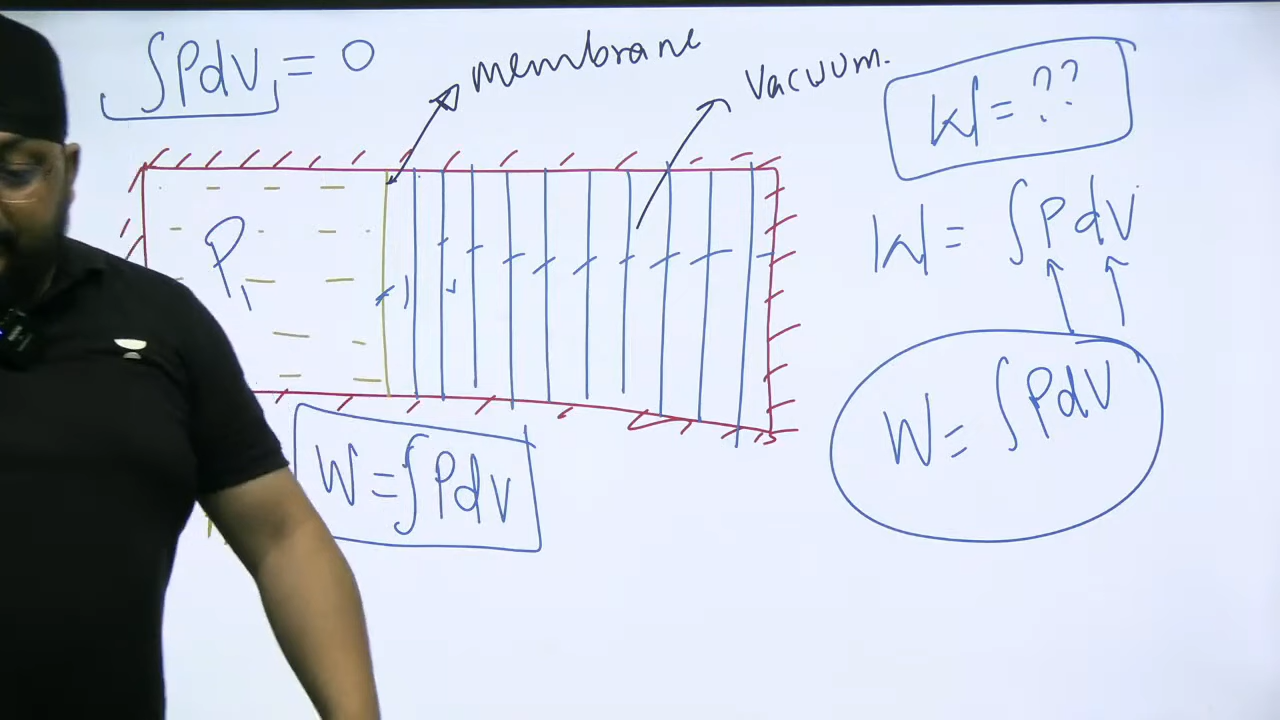 ∫PdV = 0
membrane
Vacuum.
W = ??
P₁
W = ∫PdV
W = ∫PdV
W = ∫PdV